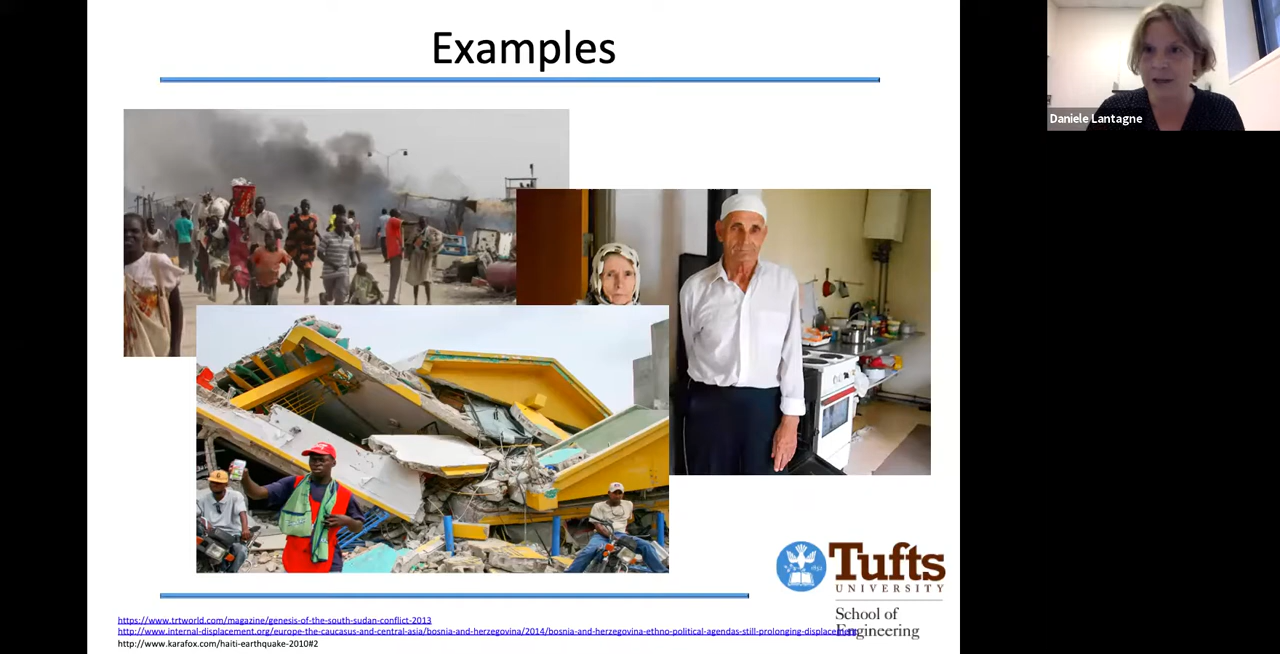 Examples
Daniele Lantagne
1852
Tufts
UNIVERSITY
School of
Engineering
https://www.trtworld.com/magazine/genesis-of-the-south-sudan-conflict-2013
http://www.internal-displacement.org/europe-the-caucasus-and-central-asia/bosnia-and-herzegovina/2014/bosnia-and-herzegovina-ethno-political-agendas-still-prolonging-displacement
http://www.karafox.com/haiti-earthquake-2010#2